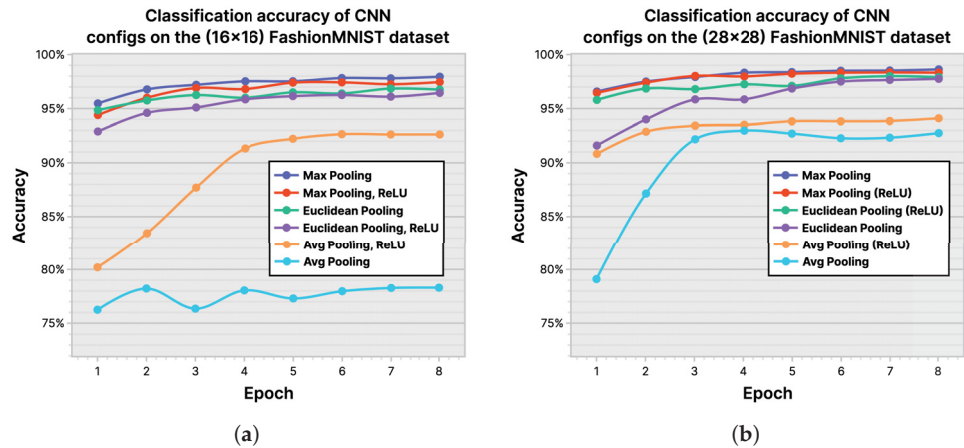 Classification accuracy of CNN
configs on the (16×16) FashionMNIST dataset
100%
95%
90%
85%
80%
75%
Accuracy
Max Pooling
Max Pooling, ReLU
Euclidean Pooling
Euclidean Pooling, ReLU
Avg Pooling, ReLU
Avg Pooling
1 2 3 4 5 6 7 8
Epoch
(a)
Classification accuracy of CNN
configs on the (28×28) FashionMNIST dataset
100%
95%
90%
85%
80%
75%
Accuracy
Max Pooling
Max Pooling (ReLU)
Euclidean Pooling (ReLU)
Euclidean Pooling
Avg Pooling (ReLU)
Avg Pooling
1 2 3 4 5 6 7 8
Epoch
(b)